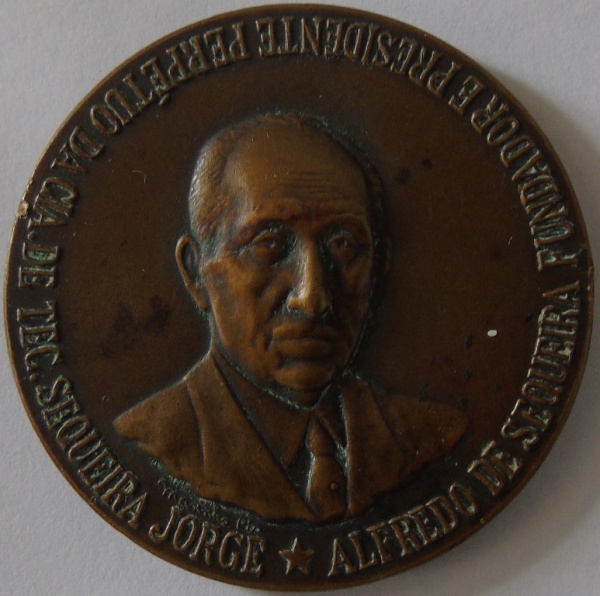 ALFREDO DE SEQUEIRA FUNDADOR E PRESIDENTE PERPÉTUO DA CIA. DE TEC. SEQUEIRA JORGE